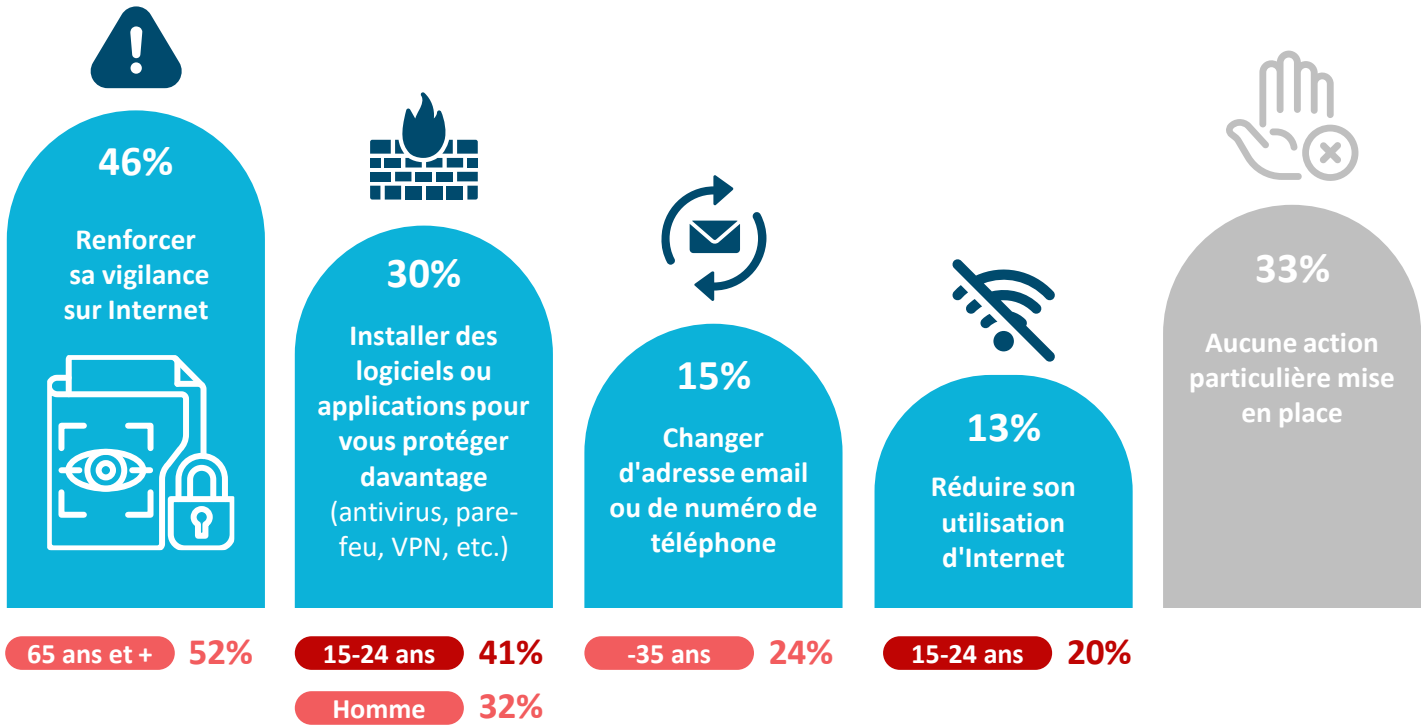 46%
Renforcer
sa vigilance
sur Internet
65 ans et + 52%
30%
Installer des
logiciels ou
applications pour
vous protéger
davantage
(antivirus, pare-
feu, VPN, etc.)
15-24 ans 41%
Homme 32%
15%
Changer
d'adresse email
ou de numéro de
téléphone
-35 ans 24%
13%
Réduire son
utilisation
d'Internet
15-24 ans 20%
33%
Aucune action
particulière mise
en place